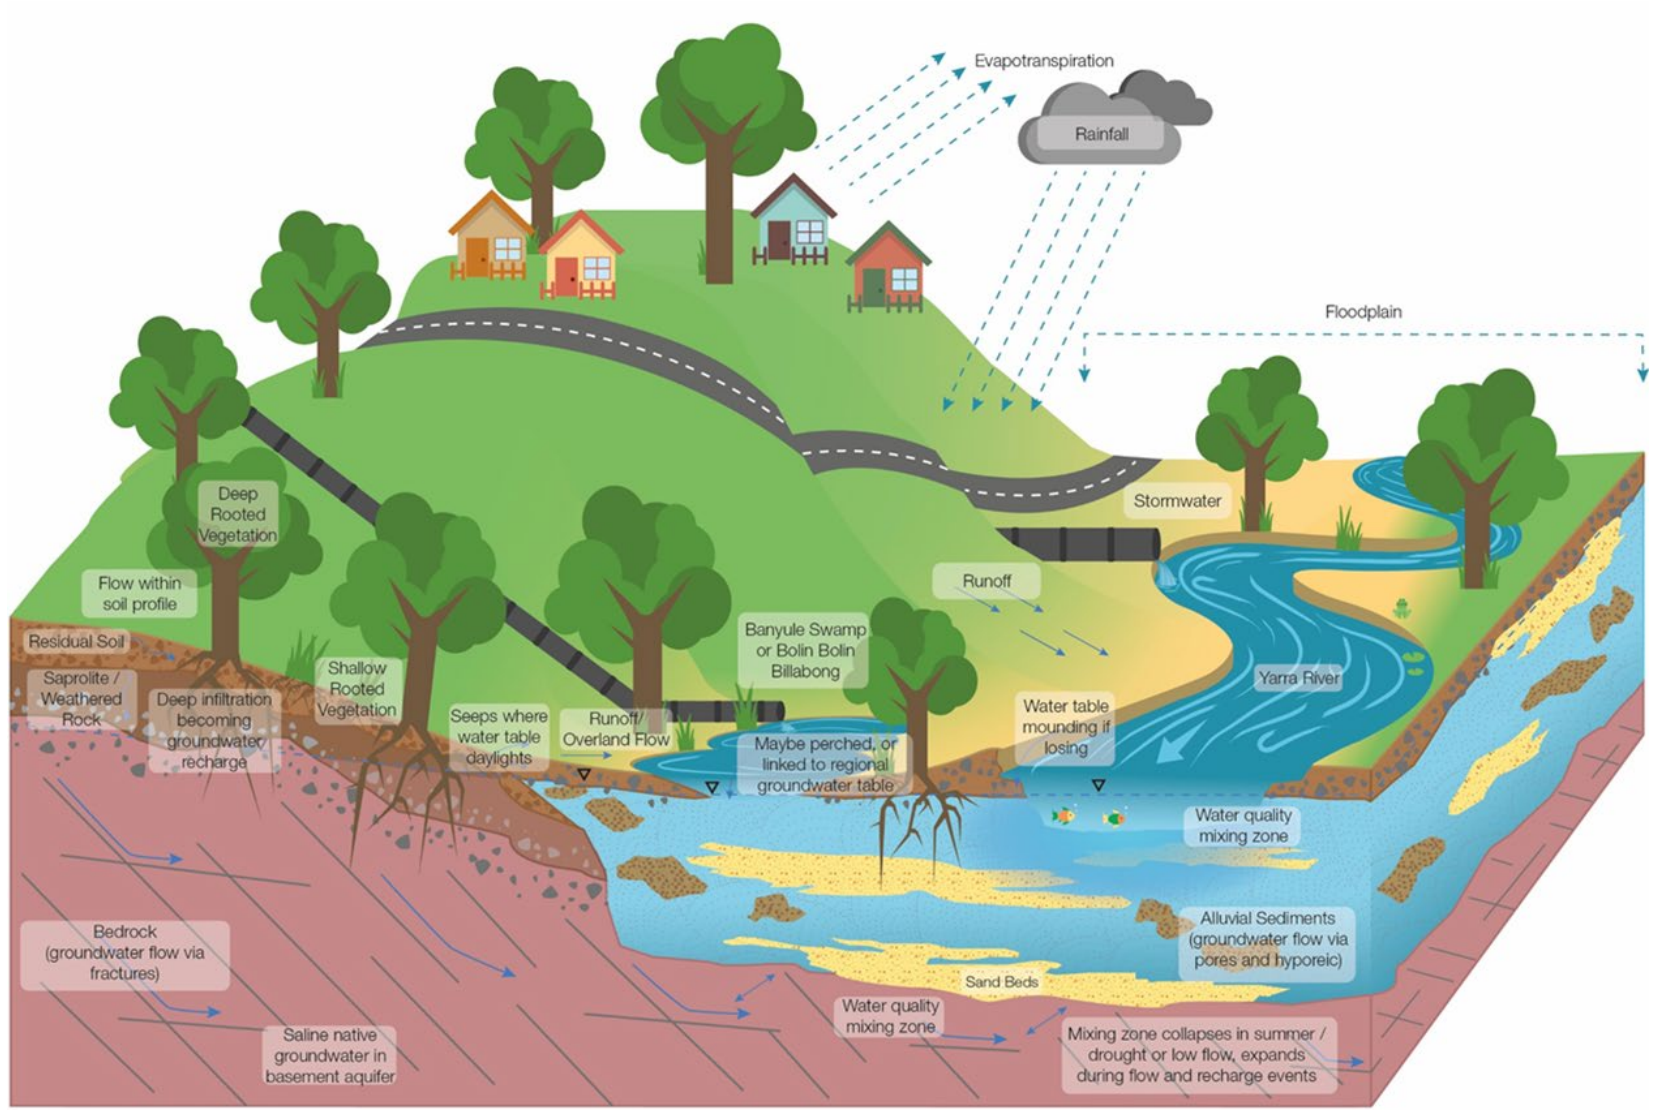 Evapotranspiration
Rainfall
Floodplain
Stormwater
Deep
Rooted
Vegetation
Flow within
soil profile
Runoff
Residual Soil
Banyule Swamp
or Bolin Bolin
Billabong
Shallow
Rooted
Vegetation
Yarra River
Saprolite /
Weathered
Rock
Deep infiltration
becoming
groundwater/
recharge
Seeps where
water table
daylights
Runoff/
Overland Flow
Water table
mounding if
losing
Maybe perched, or
linked to regional
groundwater table
Water quality
mixing zone
Bedrock
(groundwater flow via
fractures)
Alluvial Sediments
(groundwater flow via
pores and hyporeic)
Sand Beds
Water quality
mixing zone
Saline native
groundwater in
basement aquifer
Mixing zone collapses in summer /
drought or low flow, expands
during flow and recharge events